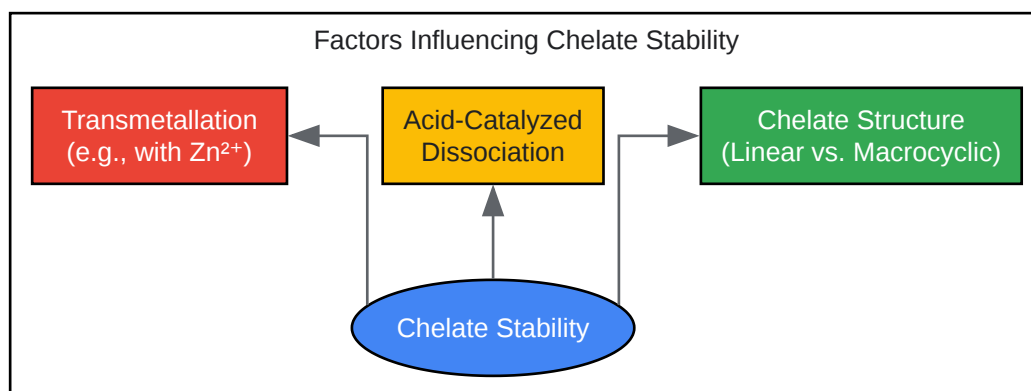 Factors Influencing Chelate Stability
Transmetallation
(e.g., with Zn²⁺)
Acid-Catalyzed
Dissociation
Chelate Structure
(Linear vs. Macrocyclic)
Chelate Stability